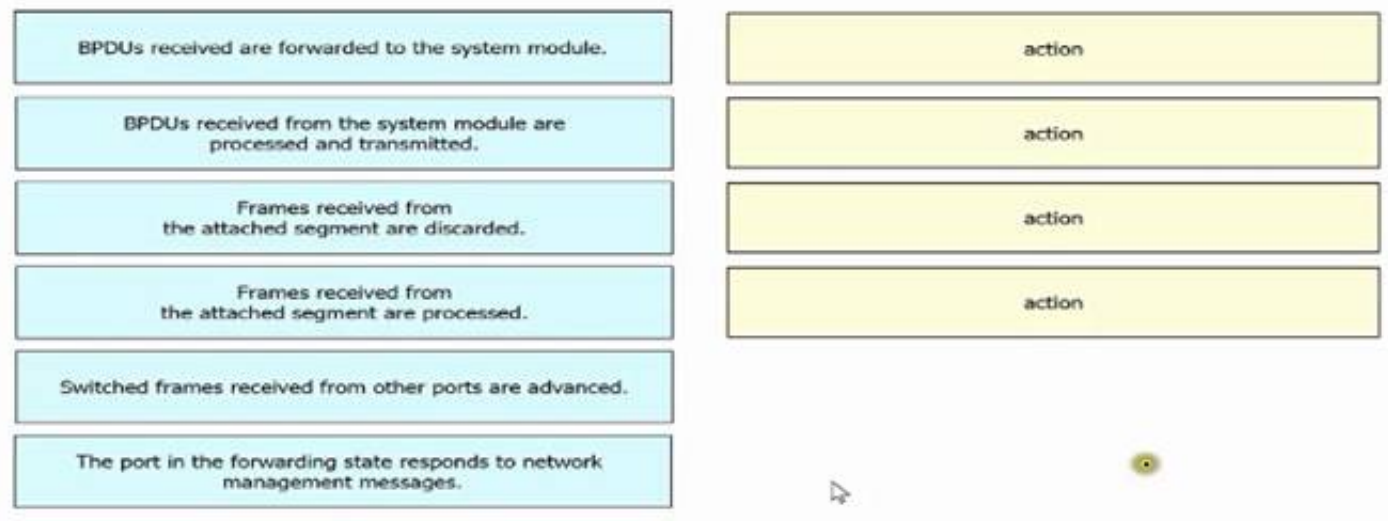 BPDUs received are forwarded to the system module.
action
BPDUs received from the system module are
processed and transmitted.
action
Frames received from
the attached segment are discarded.
action
Frames received from
the attached segment are processed.
action
Switched frames received from other ports are advanced.
The port in the forwarding state responds to network
management messages.